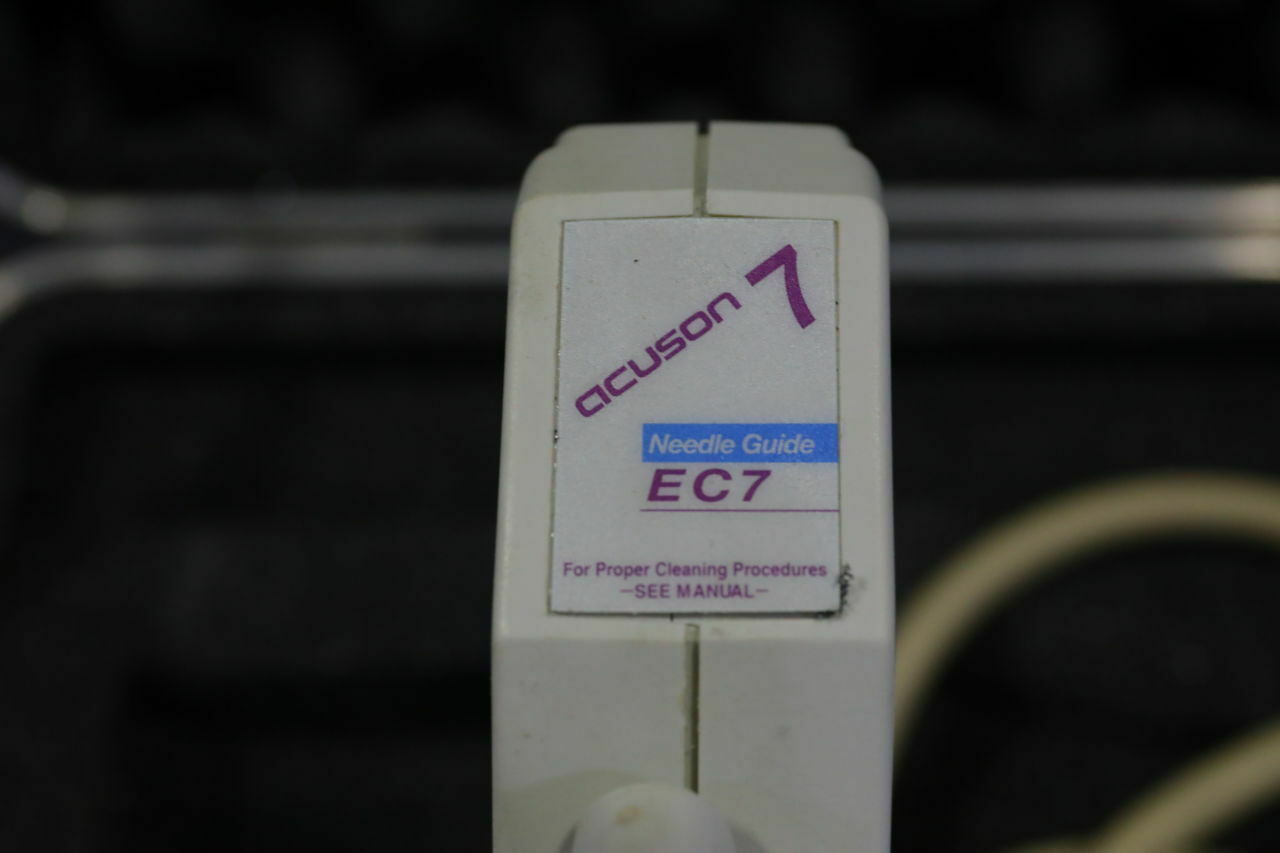 acuson 7
Needle Guide
EC7
For Proper Cleaning Procedures
—SEE MANUAL—